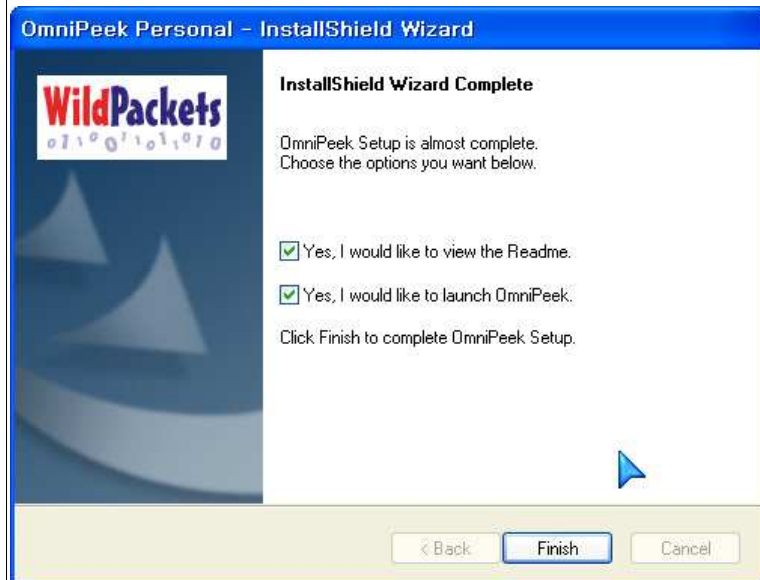 OmniPeek Personal - InstallShield Wizard
WildPackets
InstallShield Wizard Complete
OmniPeek Setup is almost complete.
Choose the options you want below.
Yes, I would like to view the Readme.
Yes, I would like to launch OmniPeek.
Click Finish to complete OmniPeek Setup.
< Back
Finish
Cancel